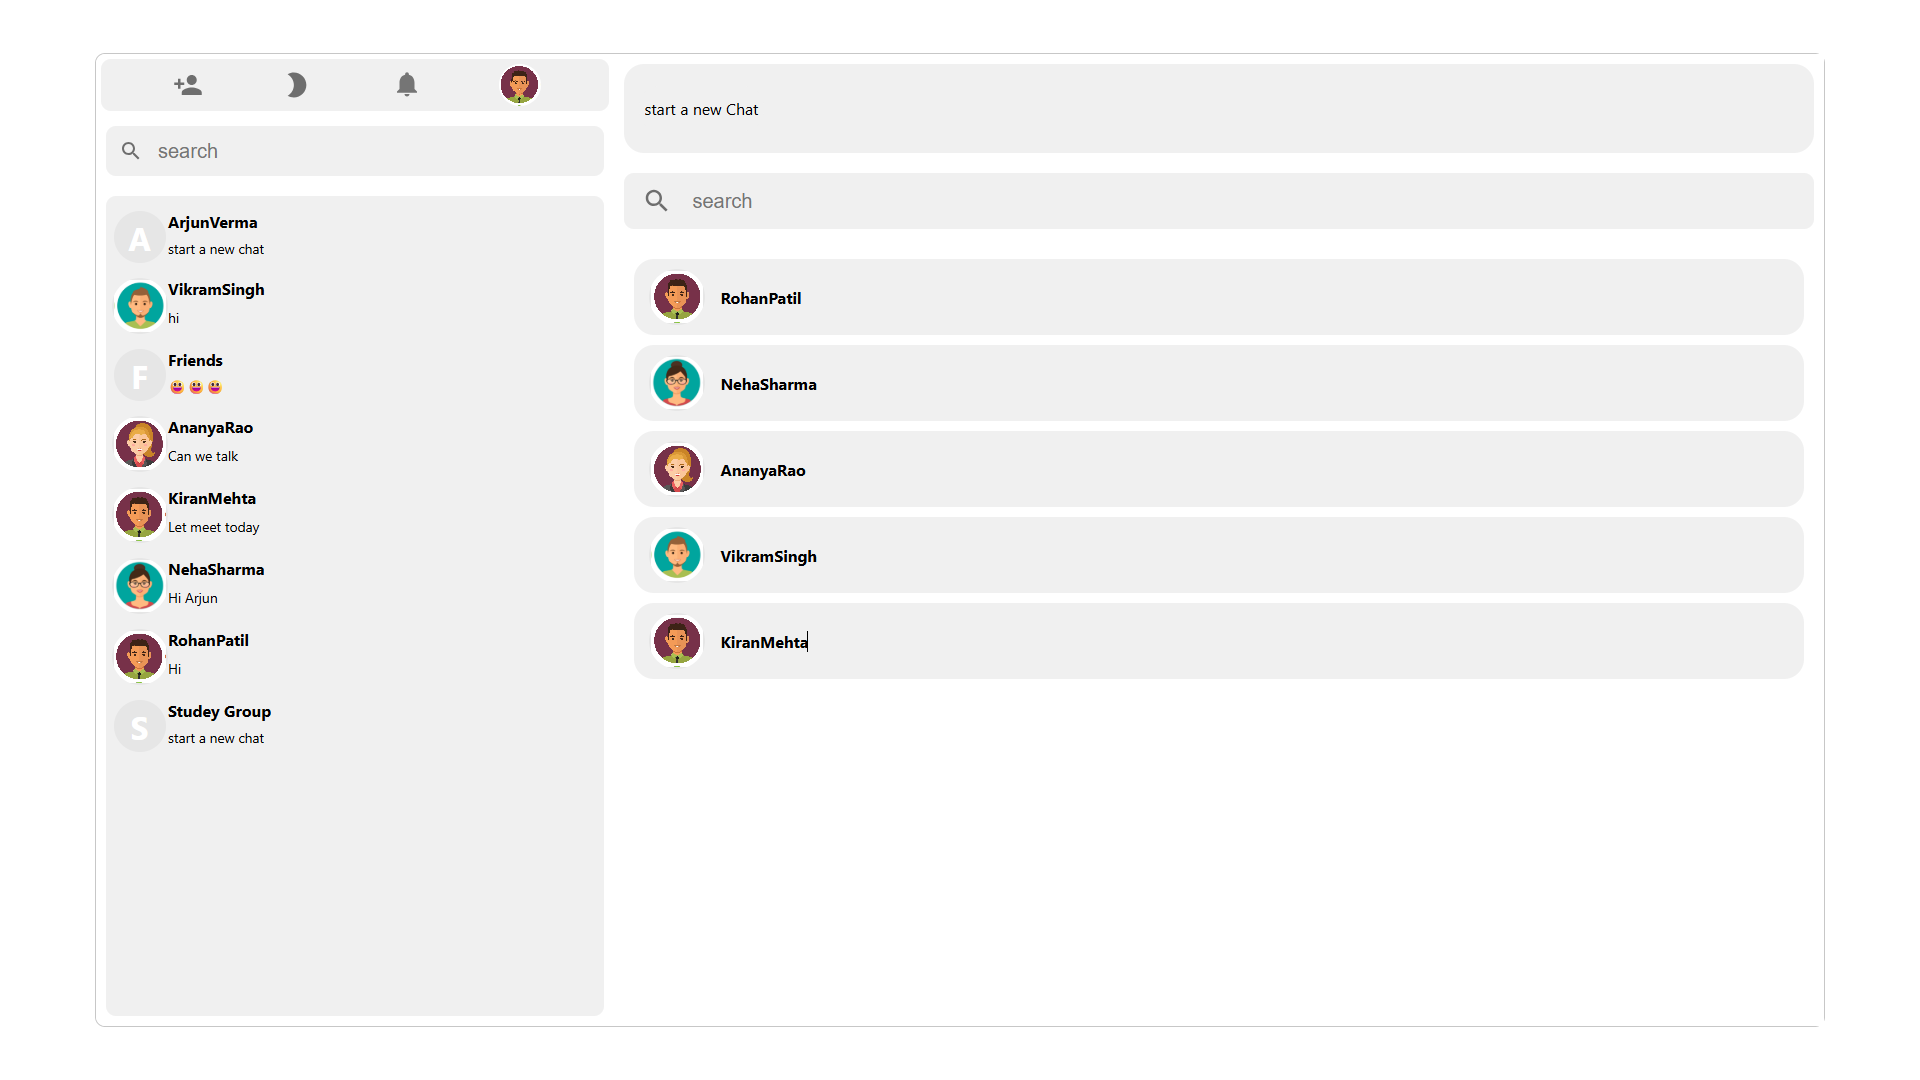 search
A
ArjunVerma
start a new chat
VikramSingh
hi
F
Friends
😃 😃 😃
AnanyaRao
Can we talk
KiranMehta
Let meet today
NehaSharma
Hi Arjun
RohanPatil
Hi
S
Studey Group
start a new chat
start a new Chat
search
RohanPatil
NehaSharma
AnanyaRao
VikramSingh
KiranMehta